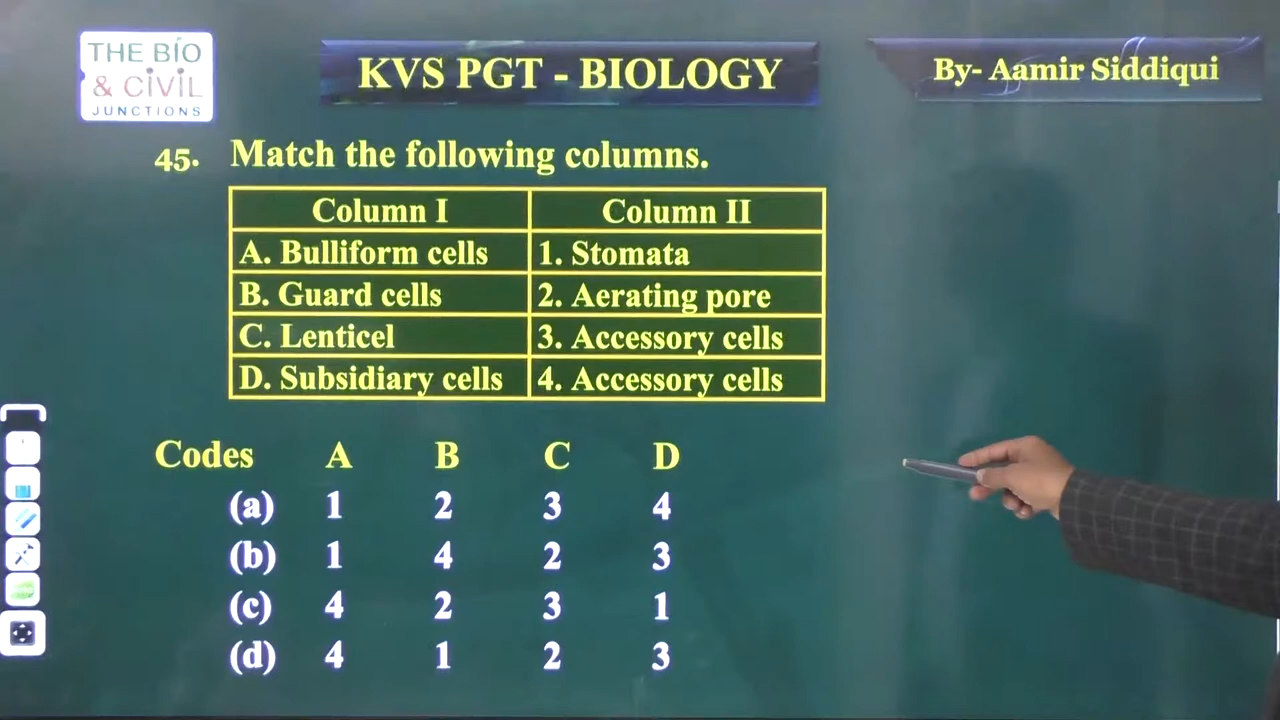 THE BÍO
& CiViL
JUNCTIONS
KVS PGT - BIOLOGY
By- Aamir Siddiqui
45. Match the following columns.
Column I Column II
A. Bulliform cells 1. Stomata
B. Guard cells 2. Aerating pore
C. Lenticel 3. Accessory cells
D. Subsidiary cells 4. Accessory cells
Codes A B C D
(a) 1 2 3 4
(b) 1 4 2 3
(c) 4 2 3 1
(d) 4 1 2 3